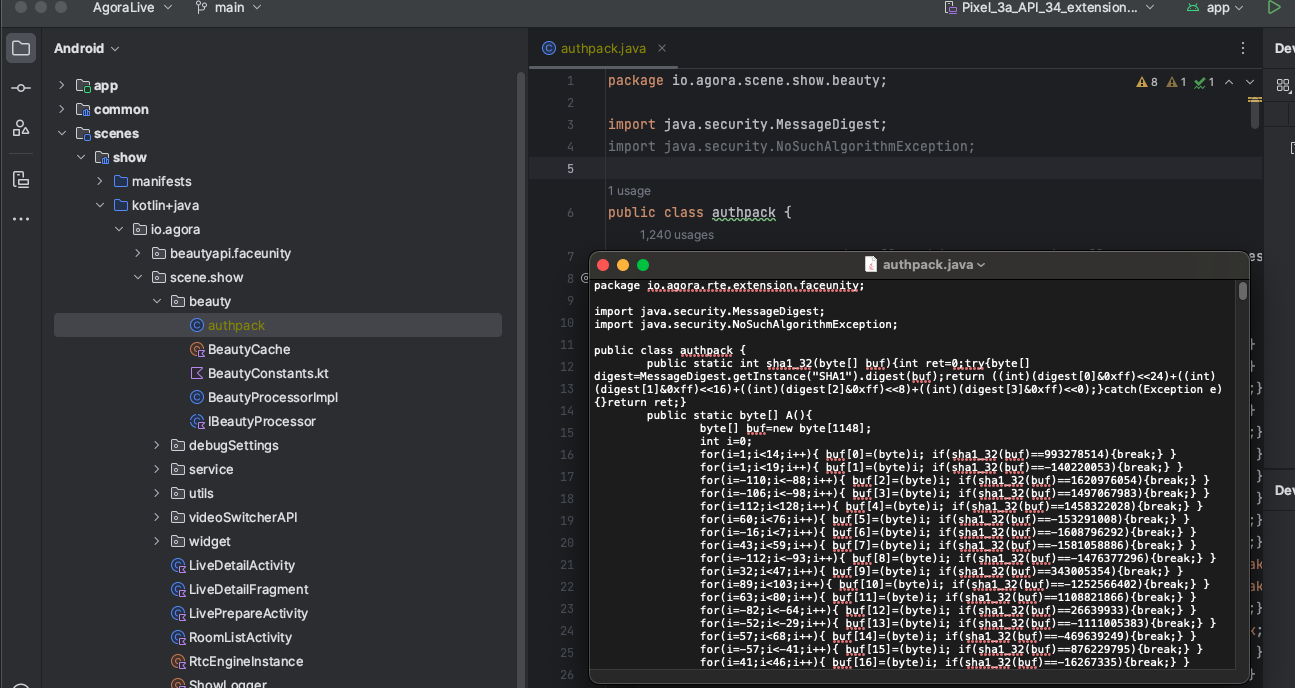 AgoraLive
main
Pixel_3a_API_34_extension...
app
Android
app
common
scenes
show
manifests
kotlin+java
io.agora
beautyapi.faceunity
scene.show
beauty
authpack
BeautyCache
BeautyConstants.kt
BeautyProcessorImpl
IBeautyProcessor
debugSettings
service
utils
videoSwitcherAPI
widget
LiveDetailActivity
LiveDetailFragment
LivePrepareActivity
RoomListActivity
RtcEngineInstance
ShowLogger
authpack.java
8 1 1
1 package io.agora.scene.show.beauty;
2
3 import java.security.MessageDigest;
4 import java.security.NoSuchAlgorithmException;
5
1 usage
6 public class authpack {
1,240 usages
7
8
9
10
11
12
13
14
15
16
17
18
19
20
21
22
23
24
25
26
authpack.java
package io.agora.rte.extension.faceunity;
import java.security.MessageDigest;
import java.security.NoSuchAlgorithmException;
public class authpack {
public static int sha1_32(byte[] buf){int ret=0;try{byte[]
digest=MessageDigest.getInstance("SHA1").digest(buf);return ((int)(digest[0]&0xff)<<24)+((int)
(digest[1]&0xff)<<16)+((int)(digest[2]&0xff)<<8)+((int)(digest[3]&0xff)<<0);}catch(Exception e)
{}return ret;}
public static byte[] A(){
byte[] buf=new byte[1148];
int i=0;
for(i=1;i<14;i++){ buf[0]=(byte)i; if(sha1_32(buf)==993278514){break;} }
for(i=1;i<19;i++){ buf[1]=(byte)i; if(sha1_32(buf)==-140220053){break;} }
for(i=-110;i<-88;i++){ buf[2]=(byte)i; if(sha1_32(buf)==1620976054){break;} }
for(i=-106;i<-98;i++){ buf[3]=(byte)i; if(sha1_32(buf)==1497067983){break;} }
for(i=112;i<128;i++){ buf[4]=(byte)i; if(sha1_32(buf)==1458322028){break;} }
for(i=60;i<76;i++){ buf[5]=(byte)i; if(sha1_32(buf)==-153291008){break;} }
for(i=-16;i<7;i++){ buf[6]=(byte)i; if(sha1_32(buf)==-1608796292){break;} }
for(i=43;i<59;i++){ buf[7]=(byte)i; if(sha1_32(buf)==-1581058886){break;} }
for(i=-112;i<-93;i++){ buf[8]=(byte)i; if(sha1_32(buf)==-1476377296){break;} }
for(i=32;i<47;i++){ buf[9]=(byte)i; if(sha1_32(buf)==343005354){break;} }
for(i=89;i<103;i++){ buf[10]=(byte)i; if(sha1_32(buf)==-1252566402){break;} }
for(i=63;i<80;i++){ buf[11]=(byte)i; if(sha1_32(buf)==1108821866){break;} }
for(i=-82;i<-64;i++){ buf[12]=(byte)i; if(sha1_32(buf)==26639933){break;} }
for(i=-52;i<-29;i++){ buf[13]=(byte)i; if(sha1_32(buf)==-1111005383){break;} }
for(i=57;i<68;i++){ buf[14]=(byte)i; if(sha1_32(buf)==-469639249){break;} }
for(i=-57;i<-41;i++){ buf[15]=(byte)i; if(sha1_32(buf)==876229795){break;} }
for(i=41;i<46;i++){ buf[16]=(byte)i; if(sha1_32(buf)==-16267335){break;} }